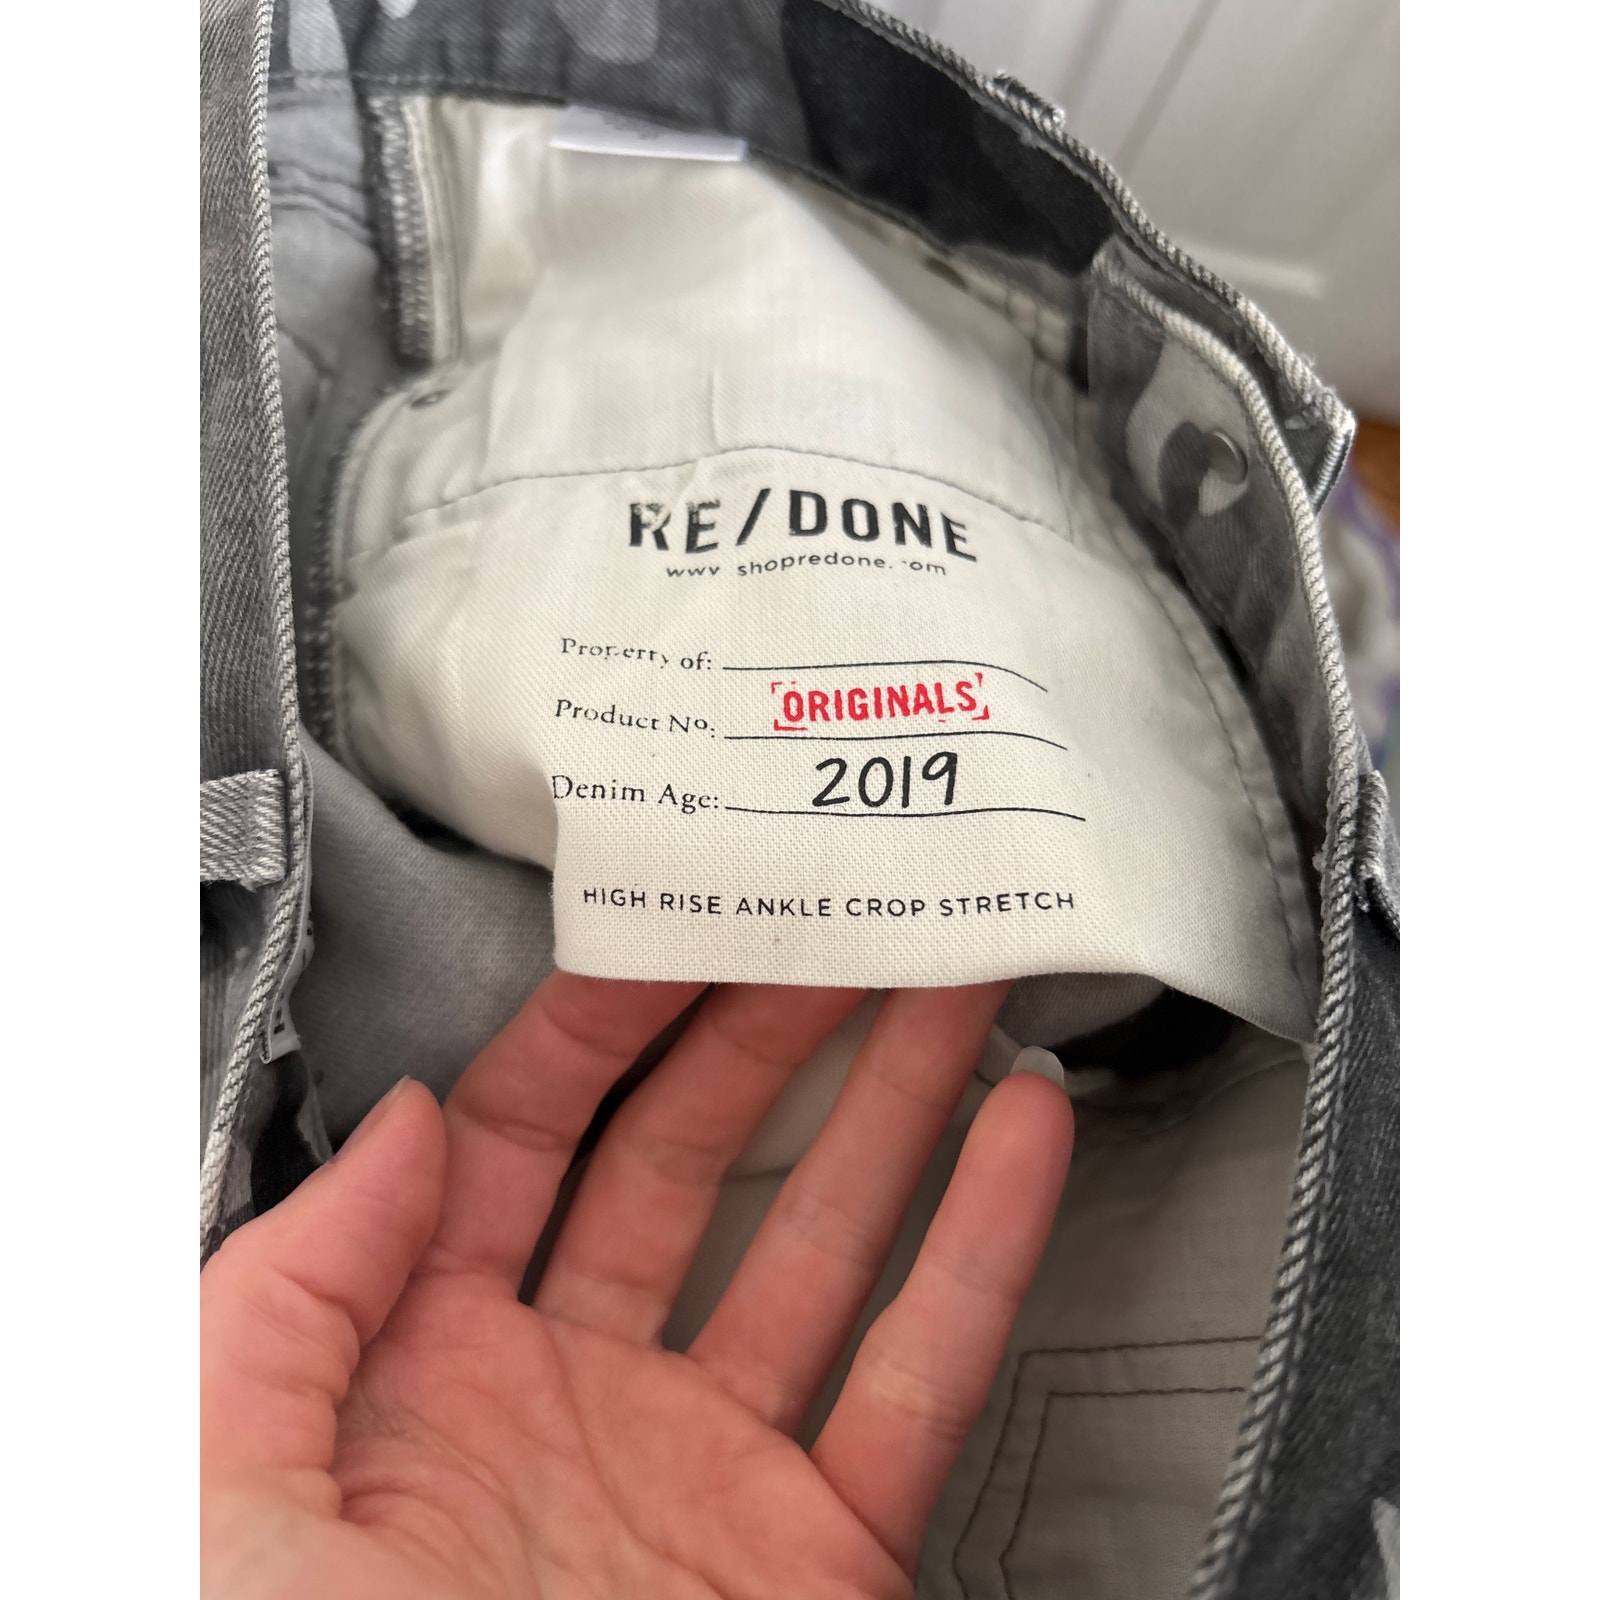 RE/DONE
www.shopredone.com
Property of:
Product No. ORIGINALS
Denim Age: 2019
HIGH RISE ANKLE CROP STRETCH